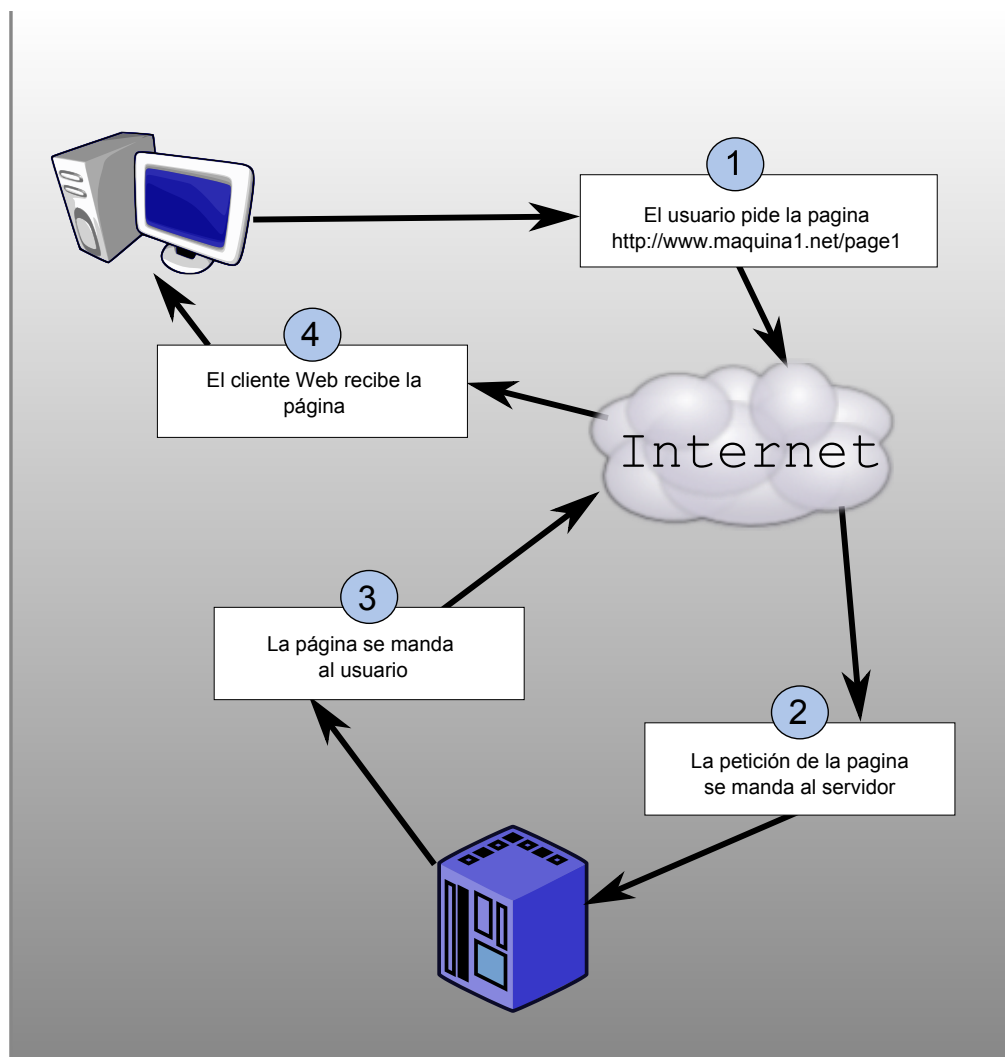 1
El usuario pide la pagina
http://www.maquina1.net/page1
4
El cliente Web recibe la
página
Internet
3
La página se manda
al usuario
2
La petición de la pagina
se manda al servidor